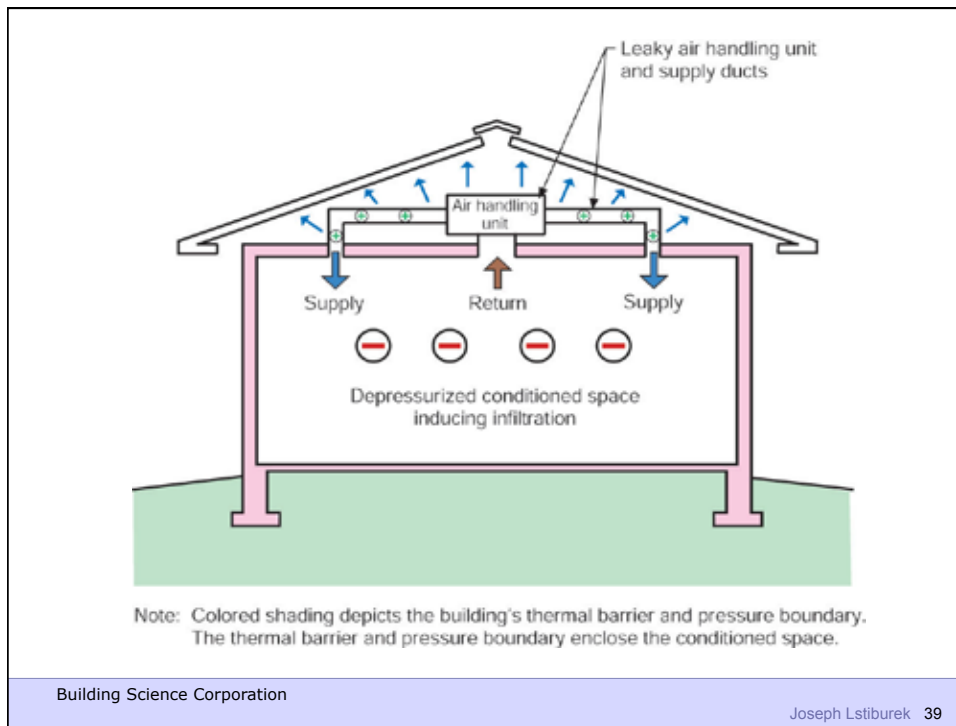 Leaky air handling unit
and supply ducts
Air handling
unit
Supply
Return
Supply
Depressurized conditioned space
inducing infiltration
Note: Colored shading depicts the building's thermal barrier and pressure boundary.
The thermal barrier and pressure boundary enclose the conditioned space.
Building Science Corporation
Joseph Lstiburek 39